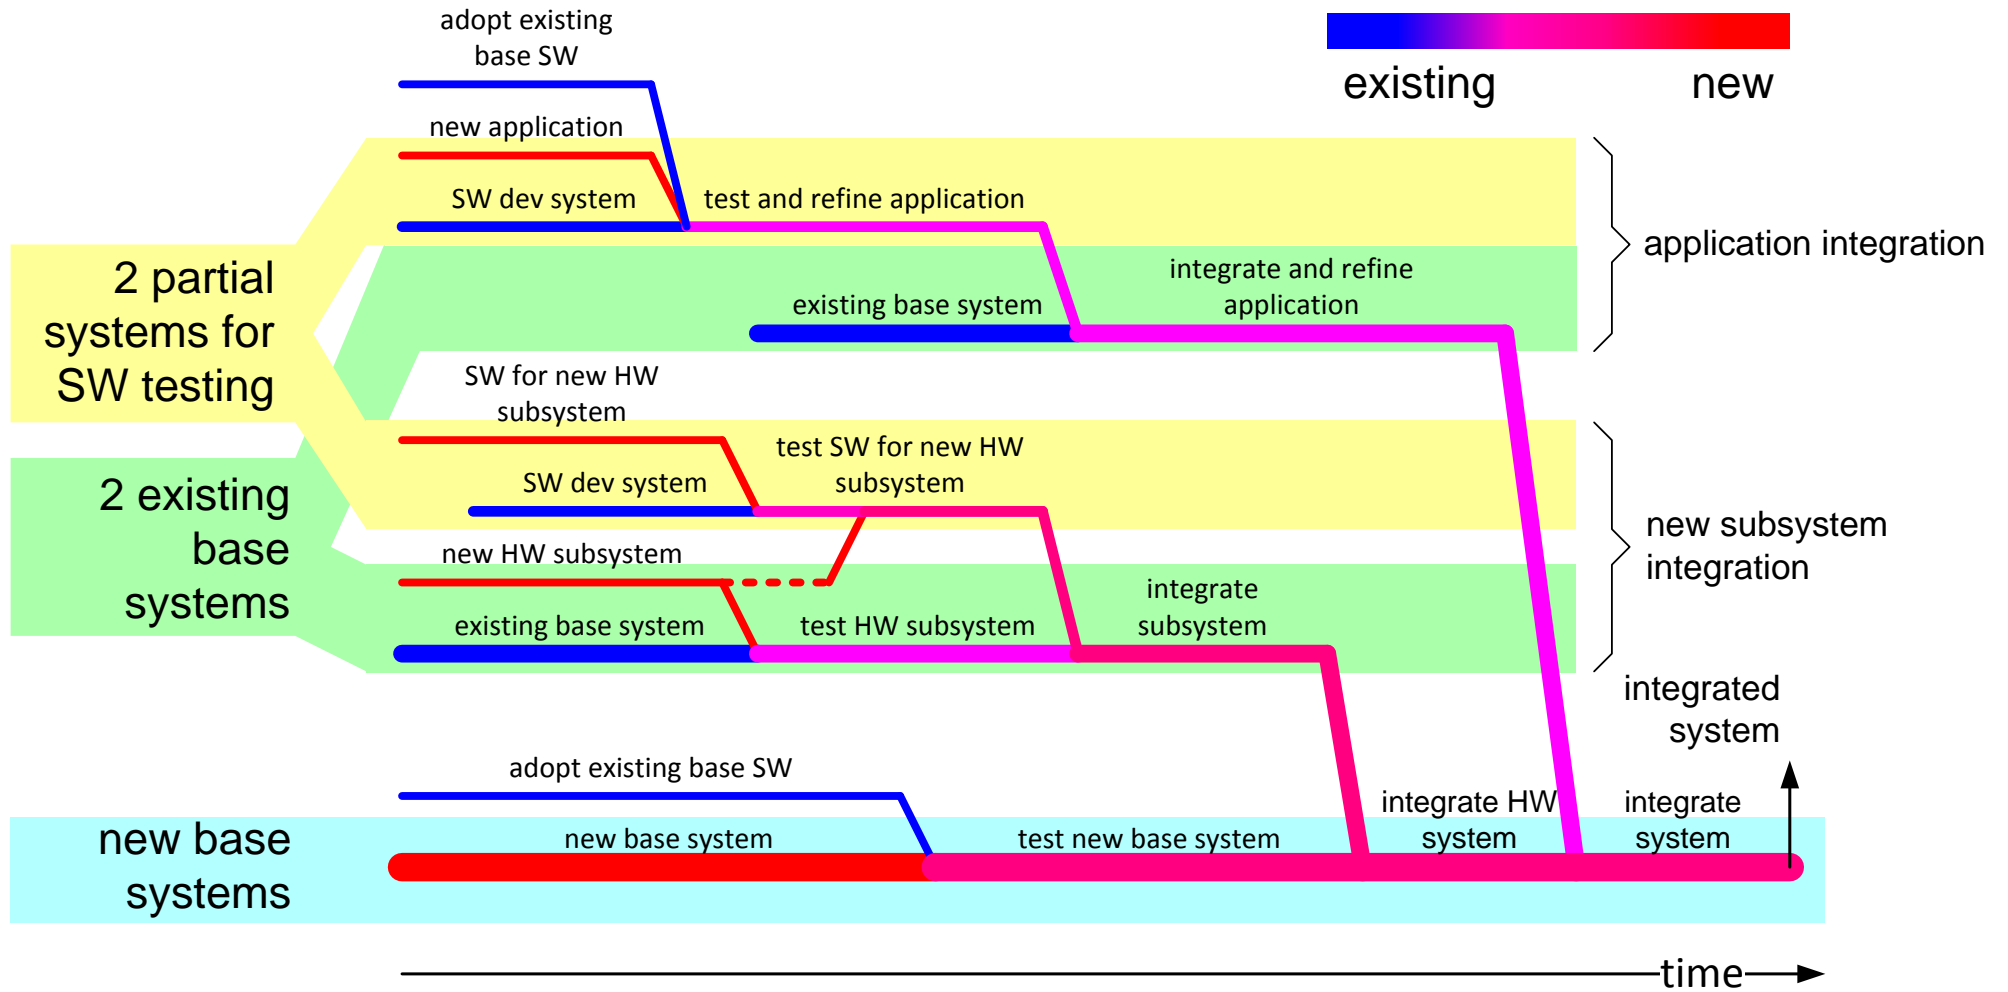 adopt existing
base SW
existing
new
new application
SW dev system
test and refine application
application integration
2 partial
systems for
SW testing
integrate and refine
application
existing base system
SW for new HW
subsystem
test SW for new HW
subsystem
SW dev system
2 existing
base
systems
new subsystem
integration
new HW subsystem
integrate
subsystem
existing base system
test HW subsystem
integrated
system
adopt existing base SW
integrate HW
system
integrate
system
new base
systems
new base system
test new base system
time